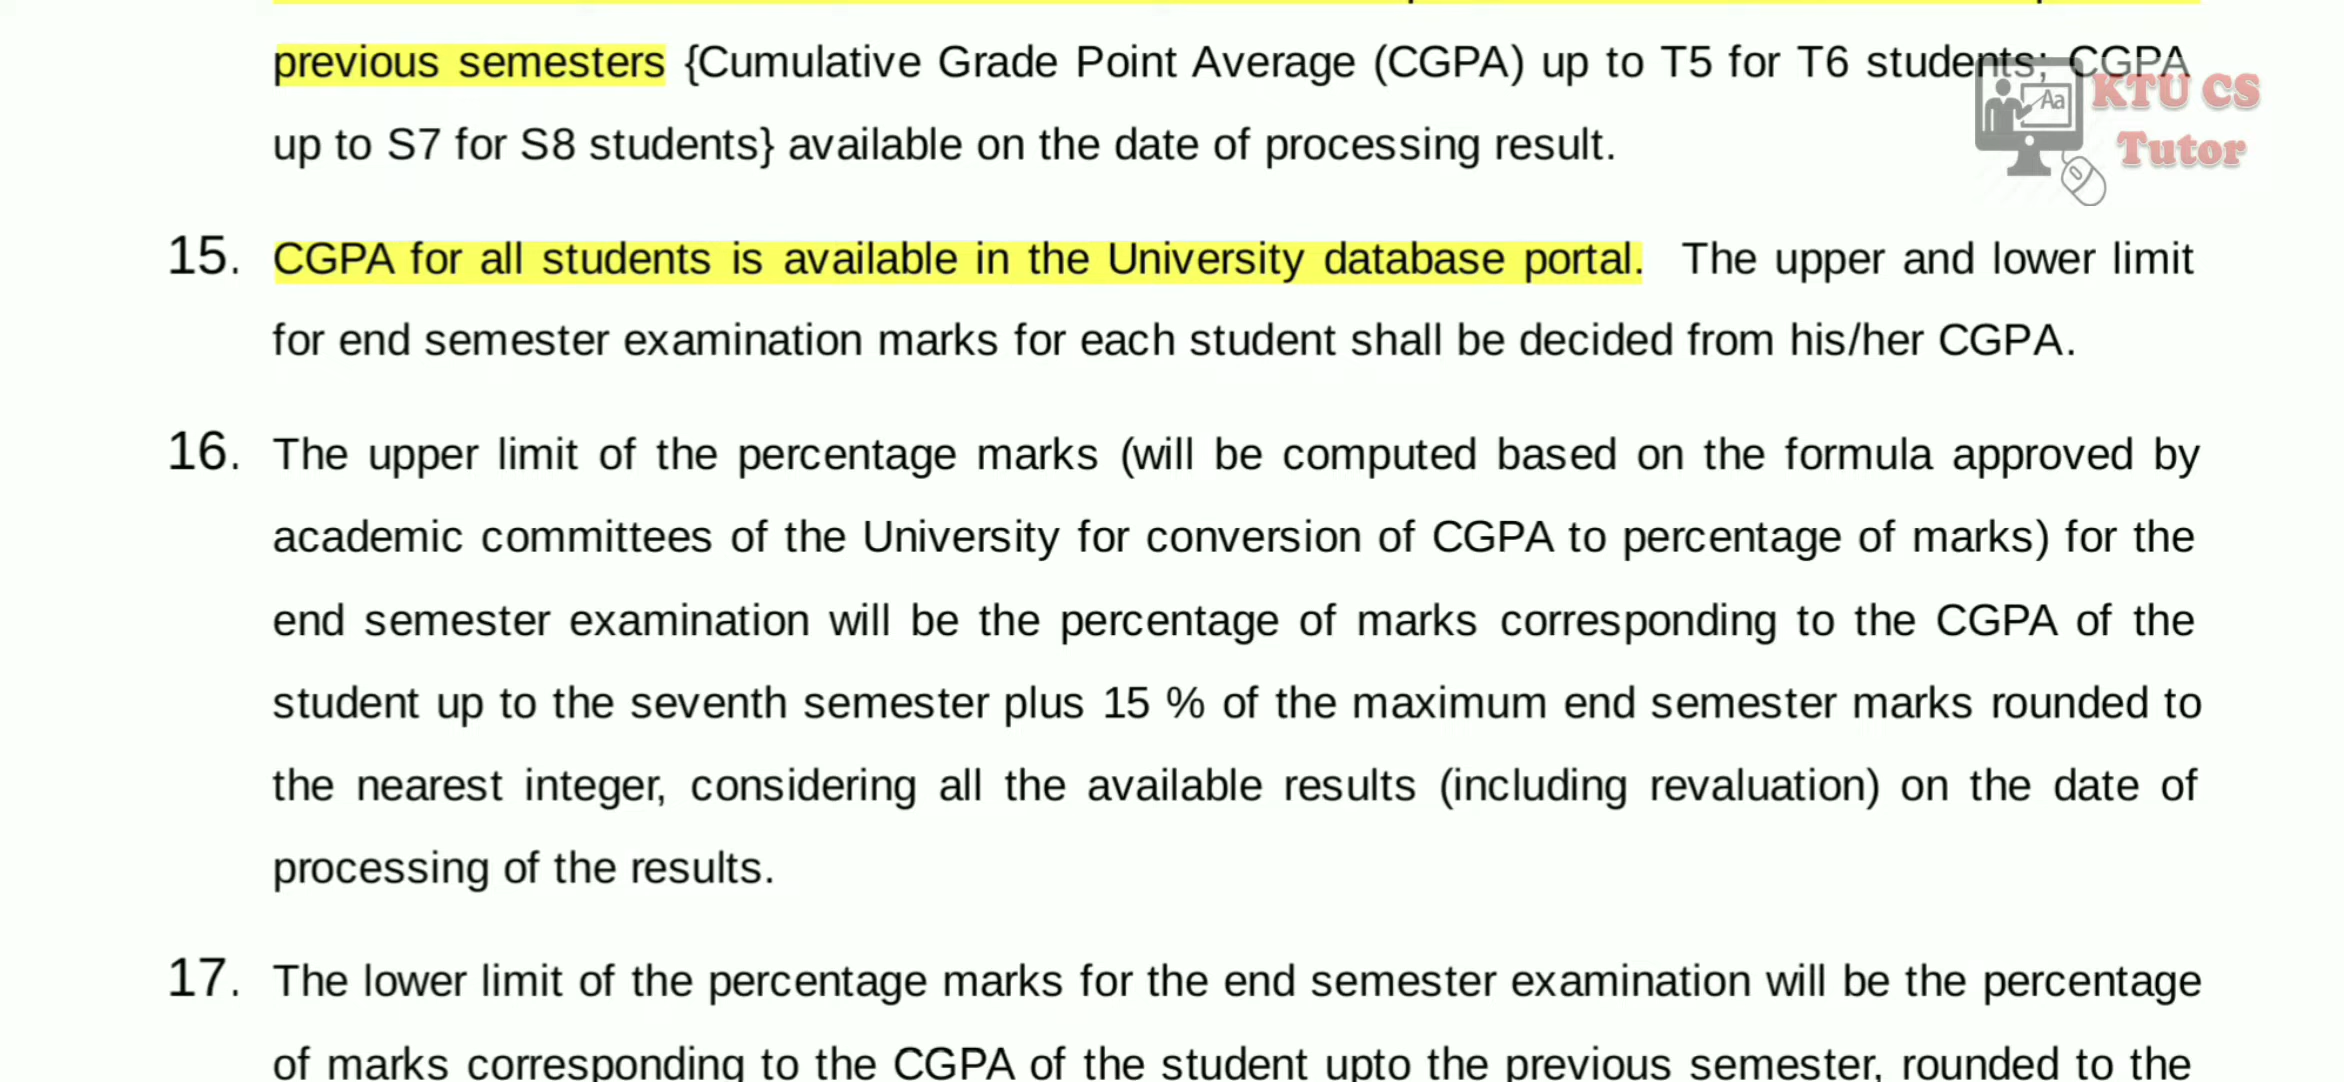 previous semesters {Cumulative Grade Point Average (CGPA) up to T5 for T6 students; CGPA
up to S7 for S8 students} available on the date of processing result.
Aa
KTU CS
Tutor
15. CGPA for all students is available in the University database portal. The upper and lower limit
for end semester examination marks for each student shall be decided from his/her CGPA.
16. The upper limit of the percentage marks (will be computed based on the formula approved by
academic committees of the University for conversion of CGPA to percentage of marks) for the
end semester examination will be the percentage of marks corresponding to the CGPA of the
student up to the seventh semester plus 15 % of the maximum end semester marks rounded to
the nearest integer, considering all the available results (including revaluation) on the date of
processing of the results.
17. The lower limit of the percentage marks for the end semester examination will be the percentage
of marks corresponding to the CGPA of the student upto the previous semester, rounded to the